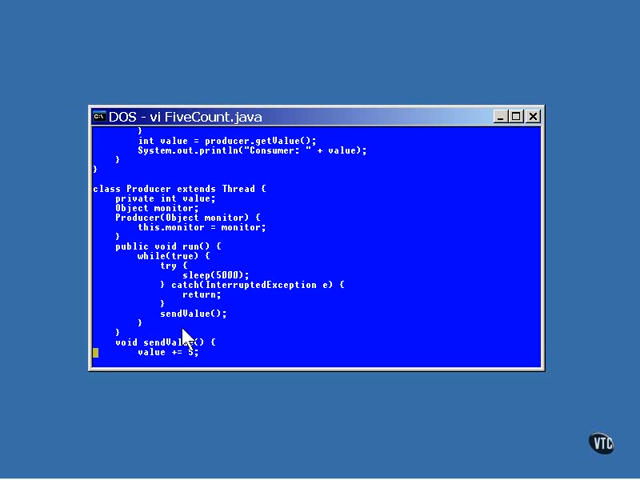 DOS - vi FiveCount.java
}
int value = producer.getValue();
System.out.println("Consumer: " + value);
}
}
class Producer extends Thread {
private int value;
Object monitor;
Producer(Object monitor) {
this.monitor = monitor;
}
public void run() {
while(true) {
try {
sleep(5000);
} catch(InterruptedException e) {
return;
}
sendValue();
}
}
void sendValue() {
value += 5;
VTC